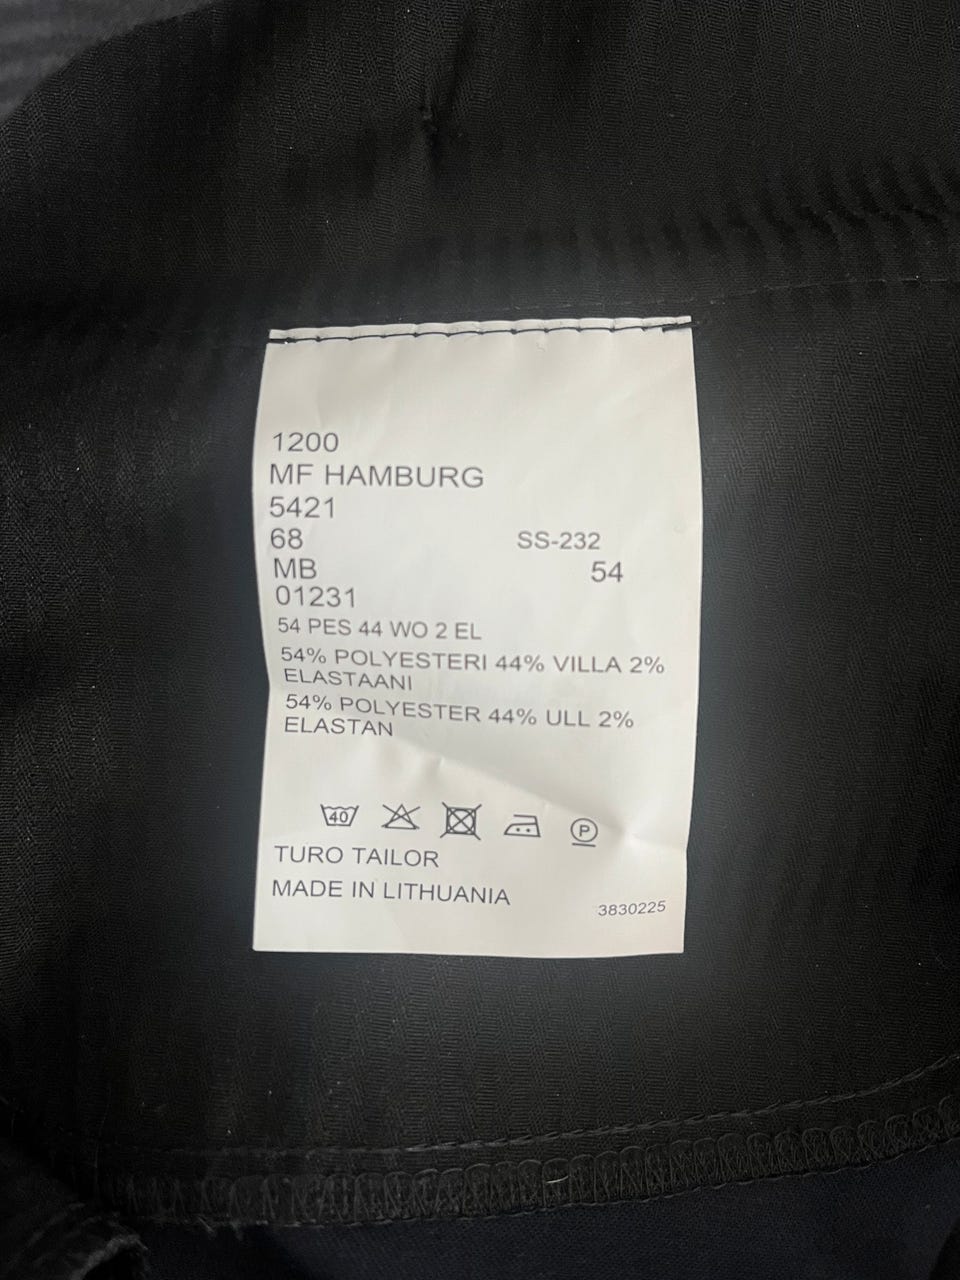 1200
MF HAMBURG
5421
68 SS-232
MB 54
01231
54 PES 44 WO 2 EL
54% POLYESTERI 44% VILLA 2%
ELASTAANI
54% POLYESTER 44% ULL 2%
ELASTAN
40 P
TURO TAILOR
MADE IN LITHUANIA 3830225